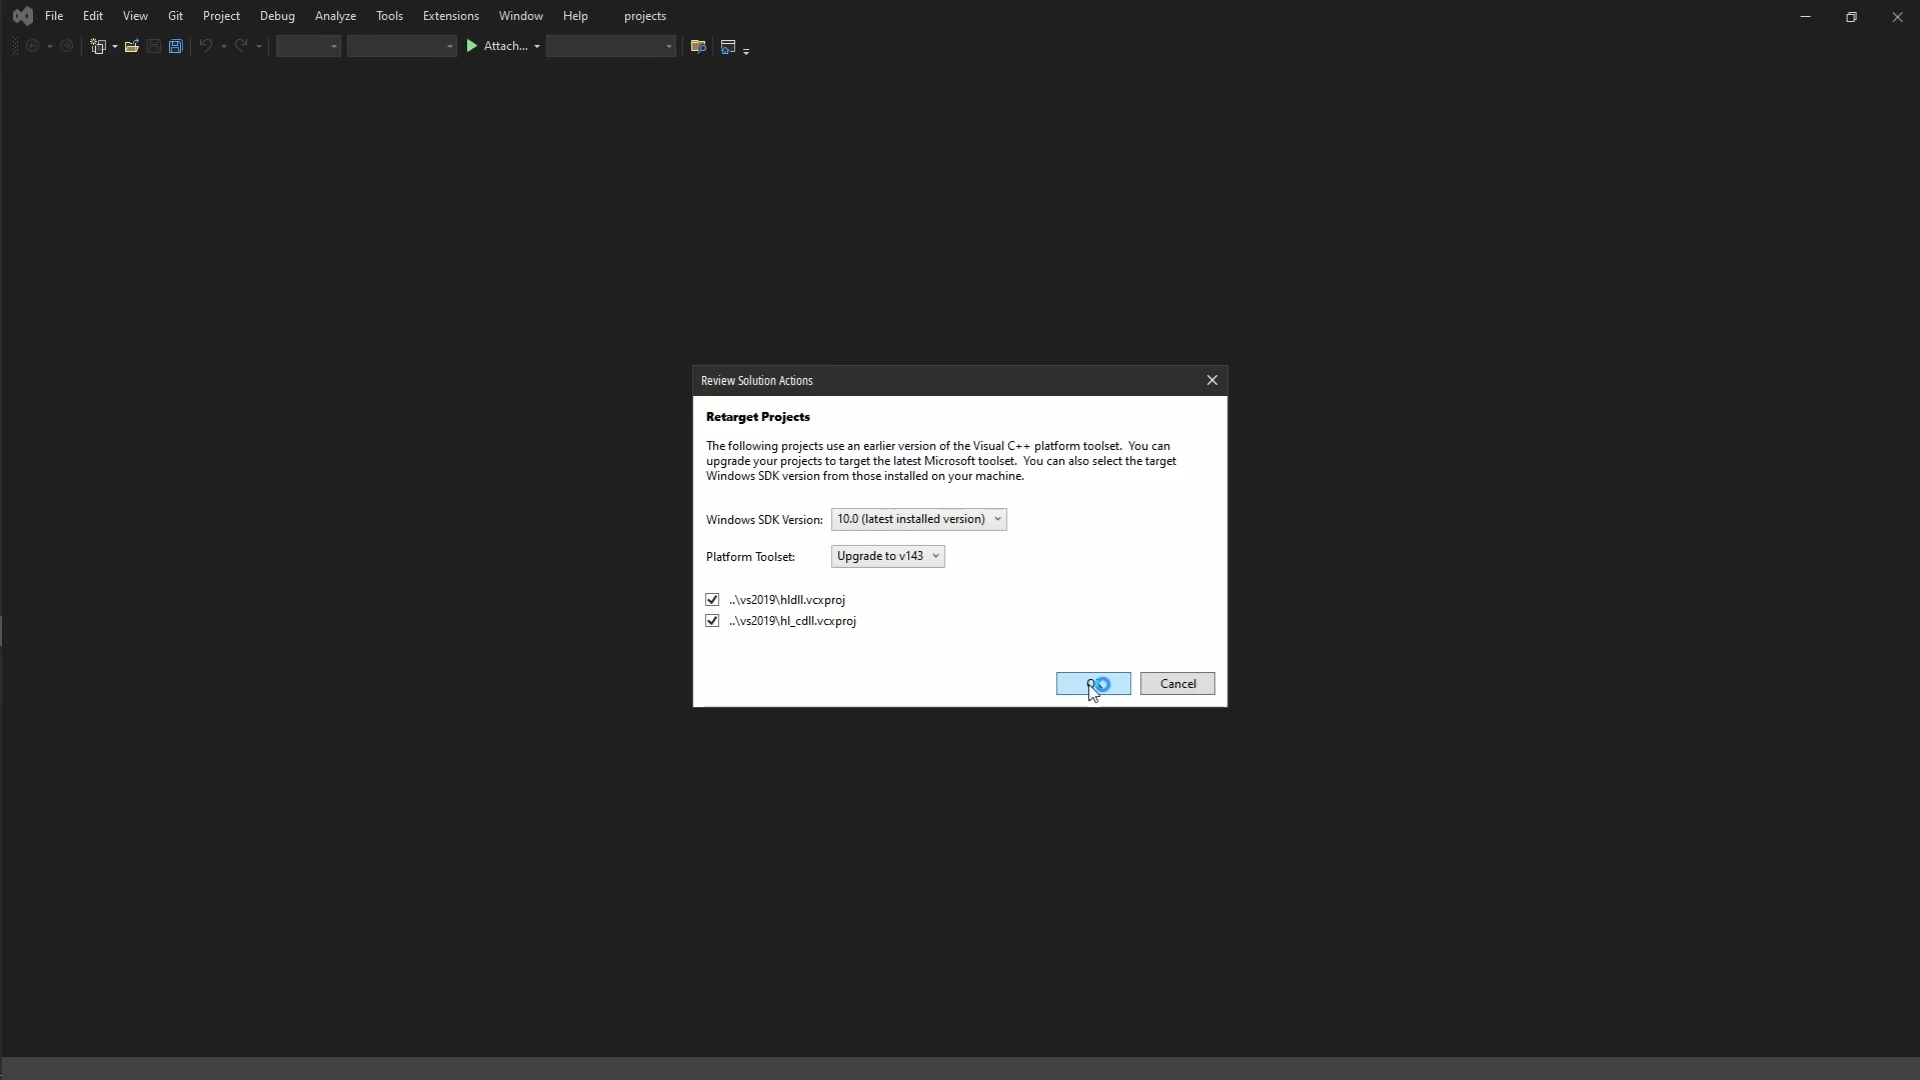 File Edit View Git Project Debug Analyze Tools Extensions Window Help projects
Attach...
Review Solution Actions
Retarget Projects
The following projects use an earlier version of the Visual C++ platform toolset. You can
upgrade your projects to target the latest Microsoft toolset. You can also select the target
Windows SDK version from those installed on your machine.
Windows SDK Version: 10.0 (latest installed version)
Platform Toolset: Upgrade to v143
..\vs2019\hldll.vcxproj
..\vs2019\hl_cdll.vcxproj
Cancel